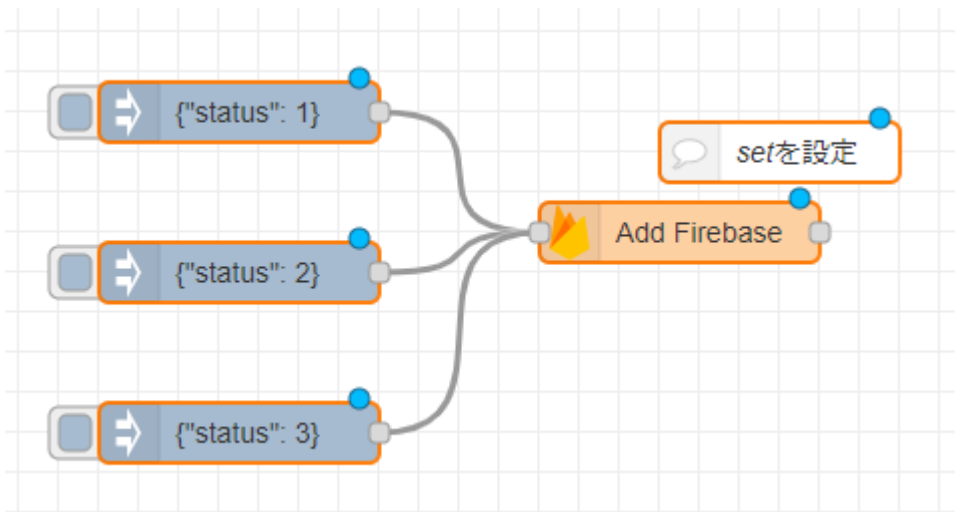 {"status": 1}
setを設定
Add Firebase
{"status": 2}
{"status": 3}